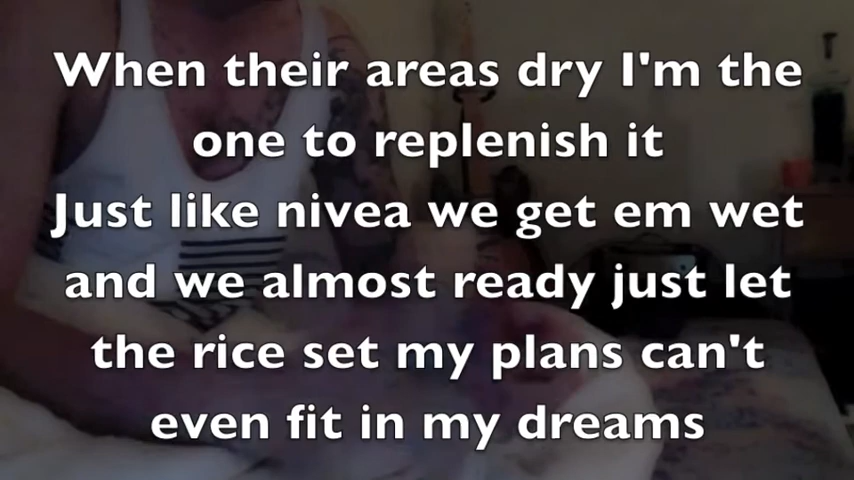 When their areas dry I'm the
one to replenish it
Just like nivea we get em wet
and we almost ready just let
the rice set my plans can't
even fit in my dreams